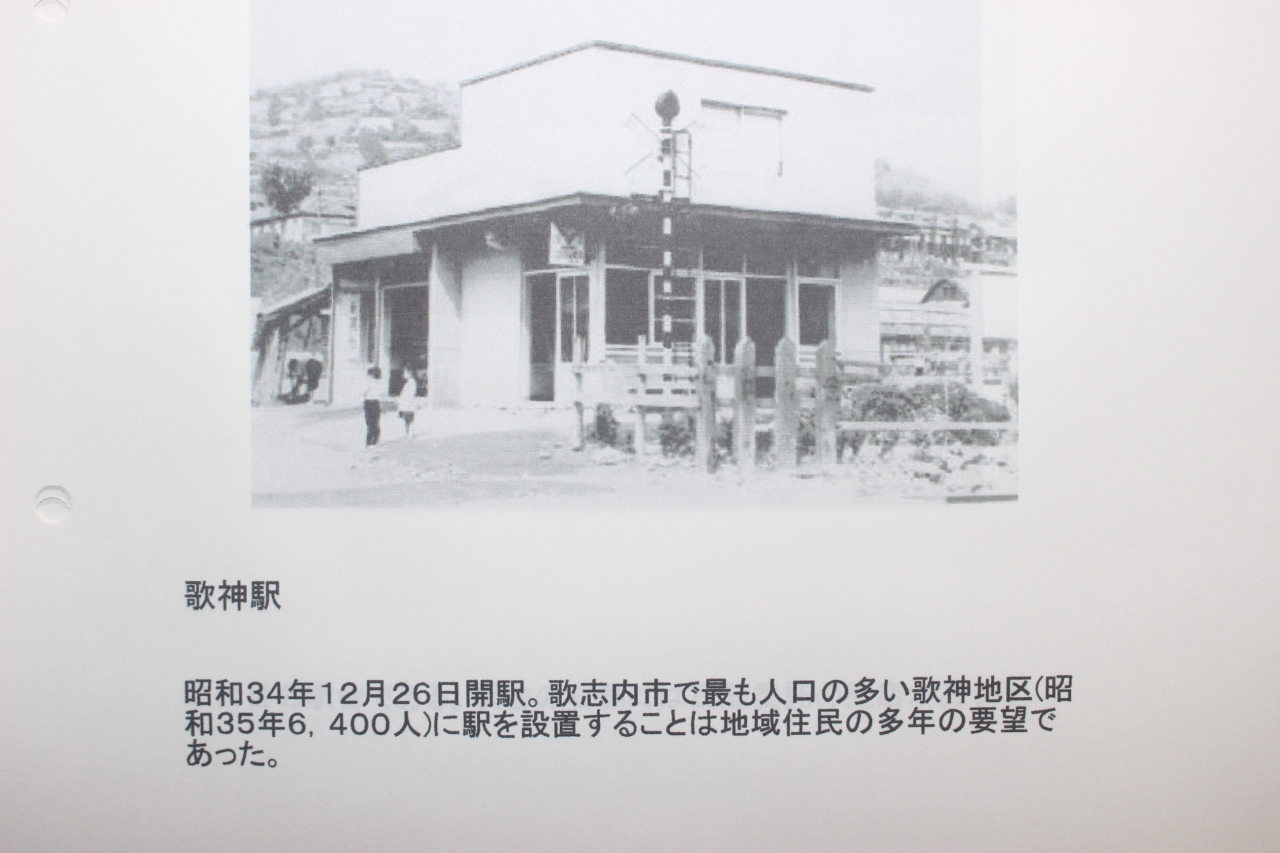 歌神駅
昭和34年12月26日開駅。歌志内市で最も人口の多い歌神地区(昭
和35年6,400人)に駅を設置することは地域住民の多年の要望で
あった。